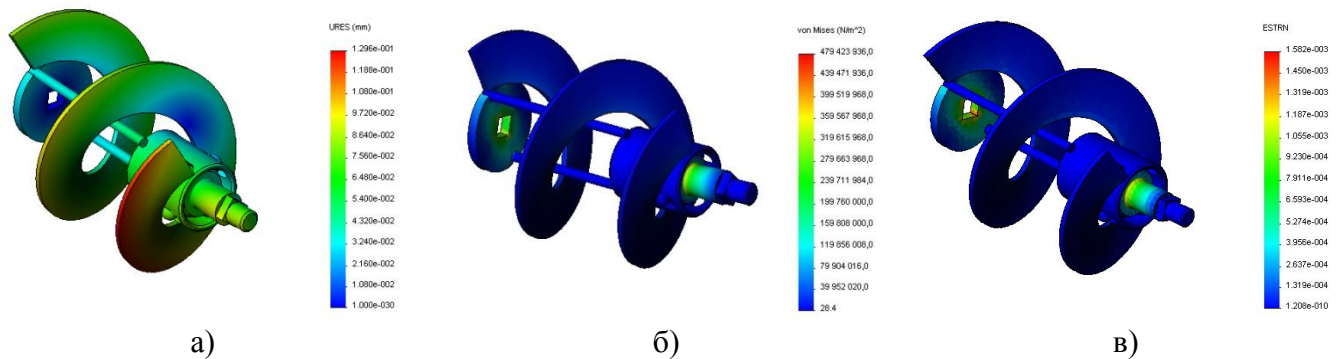 URES (mm)
1.296e-001
1.188e-001
1.080e-001
9.720e-002
8.640e-002
7.560e-002
6.480e-002
5.400e-002
4.320e-002
3.240e-002
2.160e-002
1.080e-002
1.000e-030
а)
von Mises (N/m^2)
479 423 936,0
439 471 936,0
399 519 968,0
359 567 968,0
319 615 968,0
279 663 968,0
239 711 984,0
199 760 000,0
159 808 000,0
119 856 008,0
79 904 016,0
39 952 020,0
26.4
б)
ESTRN
1.582e-003
1.450e-003
1.319e-003
1.187e-003
1.055e-003
9.230e-004
7.911e-004
6.593e-004
5.274e-004
3.956e-004
2.637e-004
1.319e-004
1.208e-010
в)